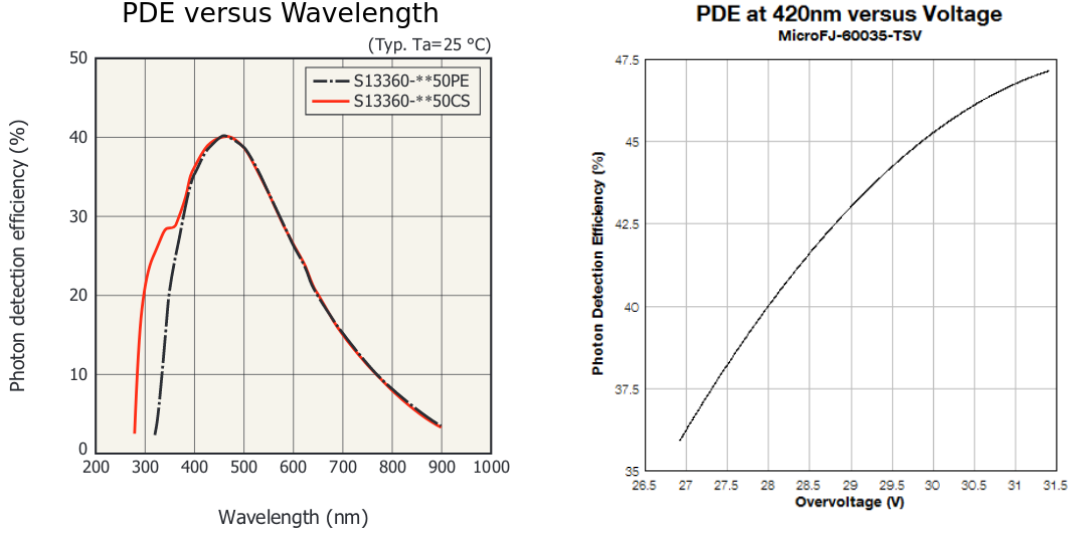 PDE versus Wavelength
(Typ. Ta=25 °C)
50
40
30
20
10
0
S13360-**50PE
S13360-**50CS
200 300 400 500 600 700 800 900 1000
Photon detection efficiency (%)
Wavelength (nm)
PDE at 420nm versus Voltage
MicroFJ-60035-TSV
47.5
45
42.5
40
37.5
35
26.5 27 27.5 28 28.5 29 29.5 30 30.5 31 31.5
Photon Detection Efficiency (%)
Overvoltage (V)